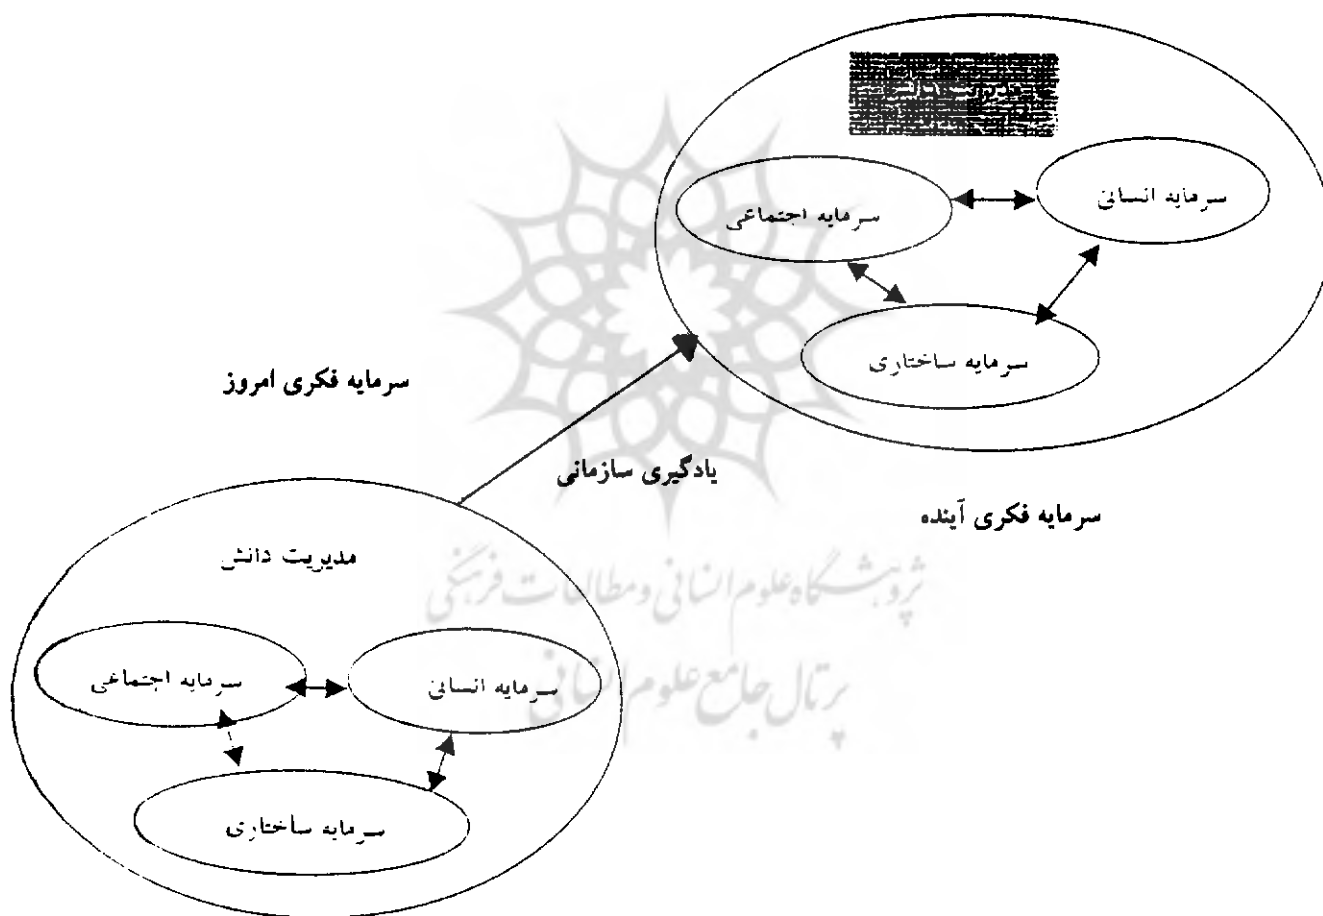 سرمایه انسانی
سرمایه اجتماعی
سرمایه ساختاری
سرمایه فکری امروز
یادگیری سازمانی
سرمایه فکری آینده
مدیریت دانش
پژوهشگاه علوم انسانی و مطالعات فرهنگی
پرتال جامع علوم انسانی
سرمایه انسانی
سرمایه اجتماعی
سرمایه ساختاری